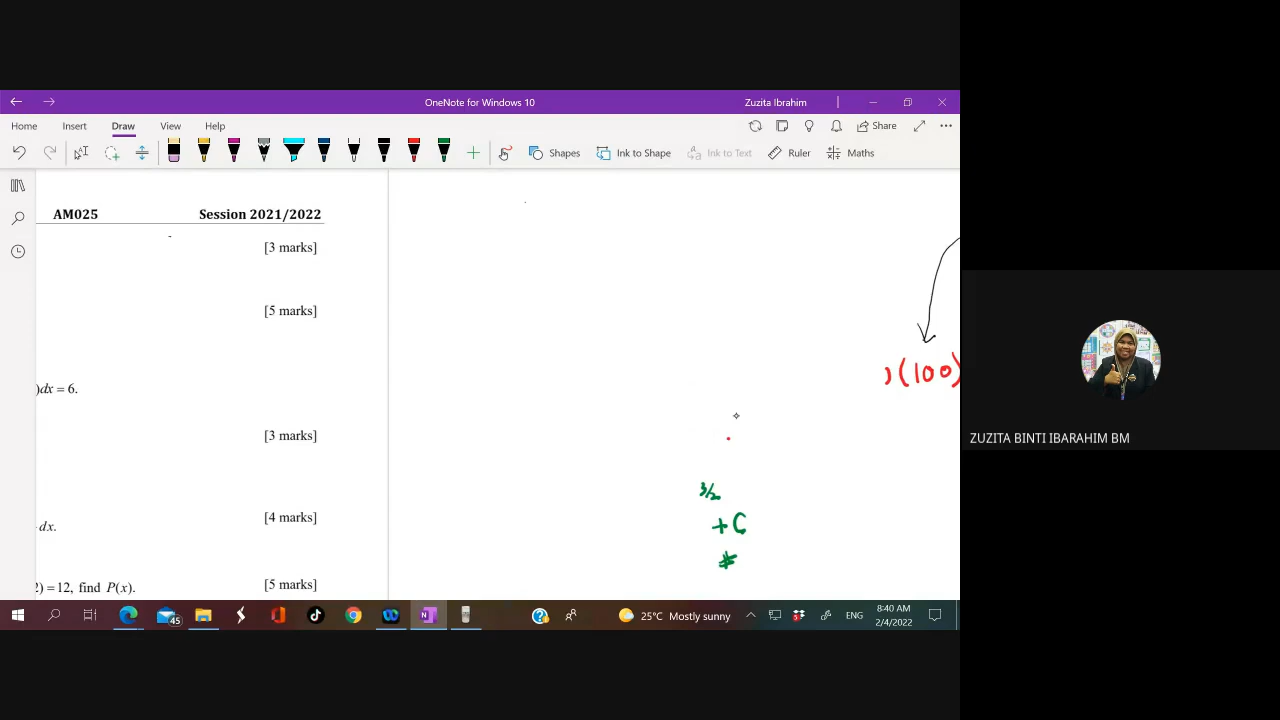 OneNote for Windows 10
Zuzita Ibrahim
Home Insert Draw View Help
Share
Shapes Ink to Shape Ink to Text Ruler Maths
AM025 Session 2021/2022
[3 marks]
[5 marks]
)dx = 6.
[3 marks]
[4 marks]
dx.
2) = 12, find P(x).
[5 marks]
)(100)
3/2
+ C
*
ZUZITA BINTI IBARAHIM BM
45
25°C Mostly sunny
5
ENG
8:40 AM
2/4/2022